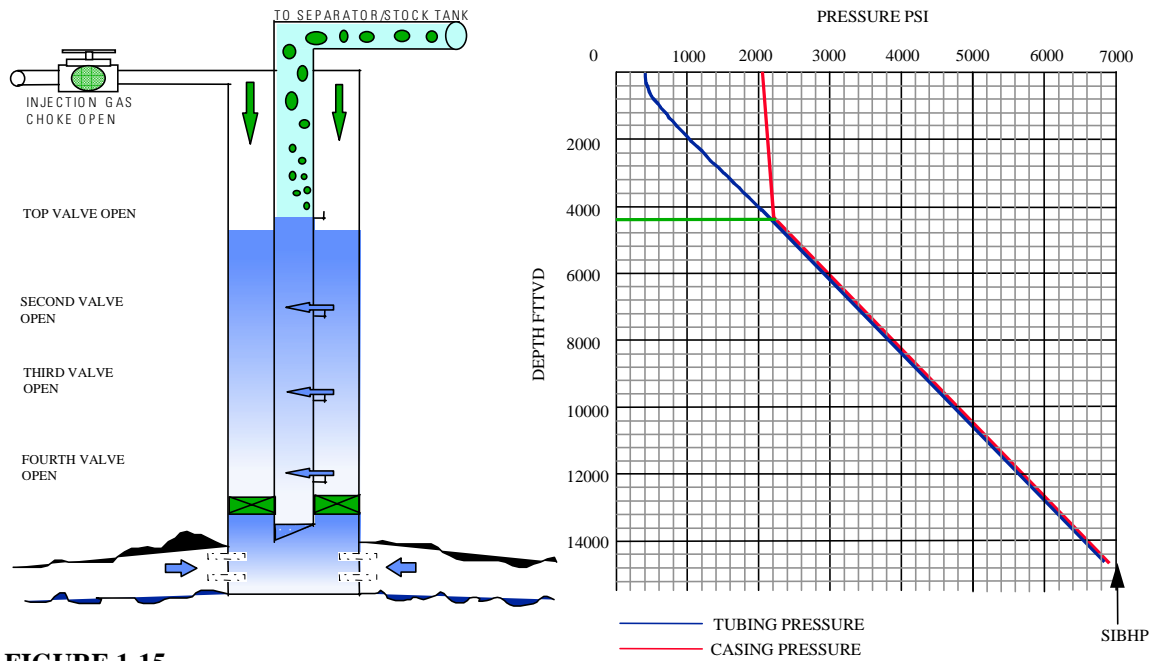 TO SEPARATOR/STOCK TANK
INJECTION GAS
CHOKE OPEN
TOP VALVE OPEN
SECOND VALVE
OPEN
THIRD VALVE
OPEN
FOURTH VALVE
OPEN
PRESSURE PSI
0 1000 2000 3000 4000 5000 6000 7000
2000
4000
6000
8000
10000
12000
14000
DEPTH FTTVD
SIBHP
TUBING PRESSURE
CASING PRESSURE
FIGURE 1-15